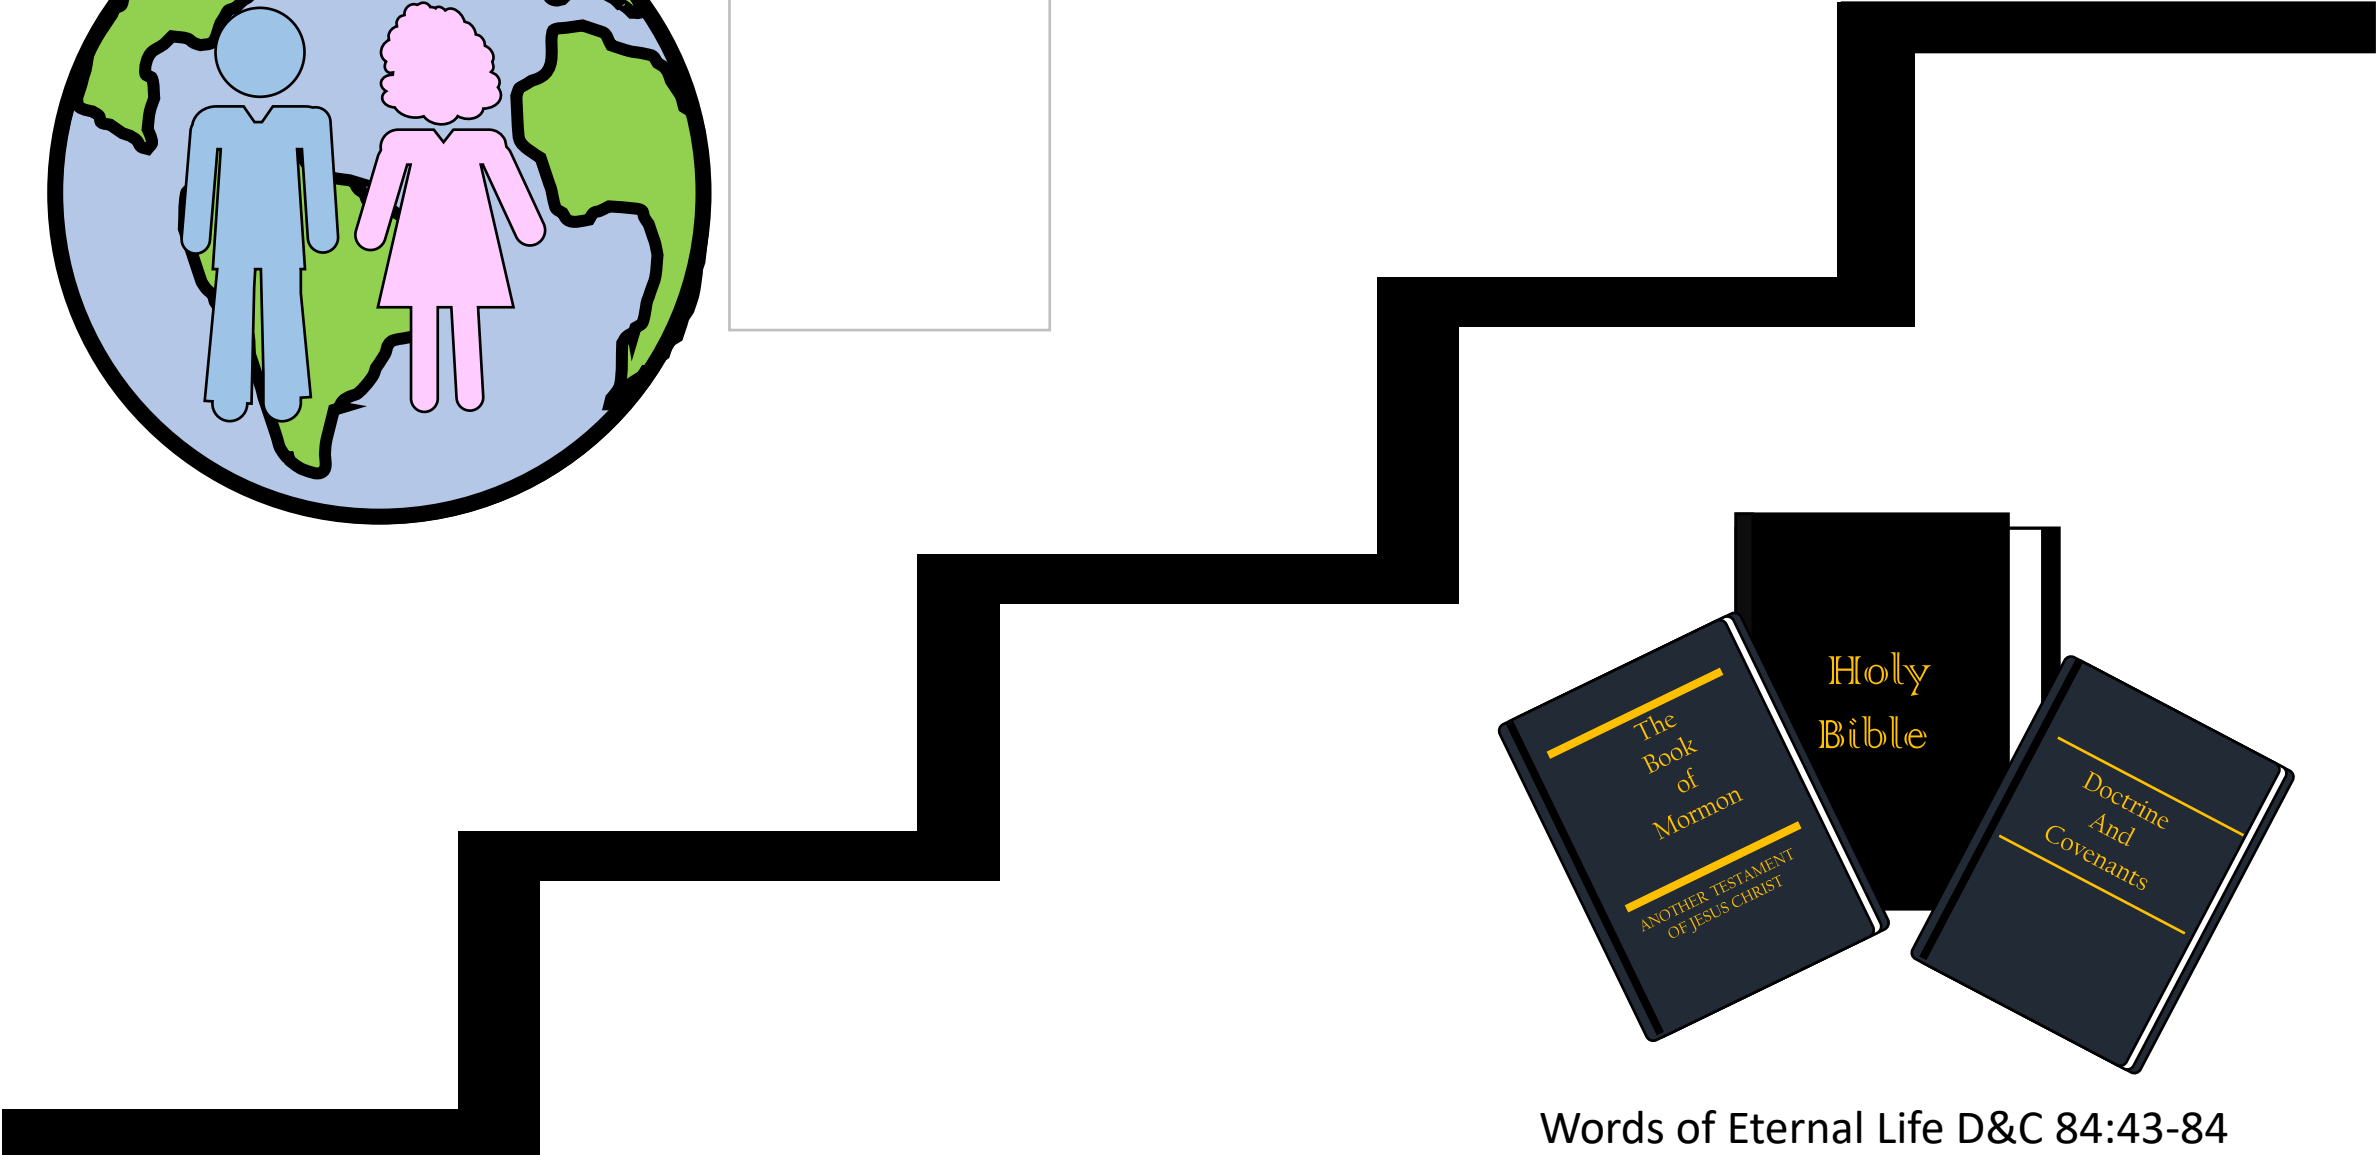 Holy
Bible
The
Book
of
Mormon
ANOTHER TESTAMENT
OF JESUS CHRIST
Doctrine
And
Covenants
Words of Eternal Life D&C 84:43-84